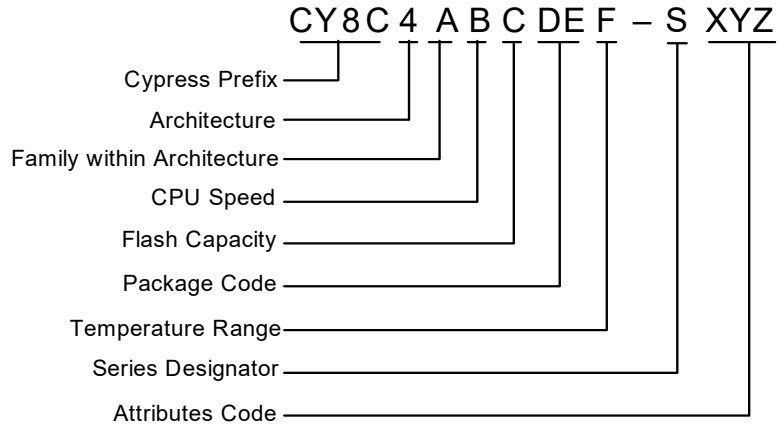 CY8C 4 A B C DE F – S XYZ
Cypress Prefix
Architecture
Family within Architecture
CPU Speed
Flash Capacity
Package Code
Temperature Range
Series Designator
Attributes Code